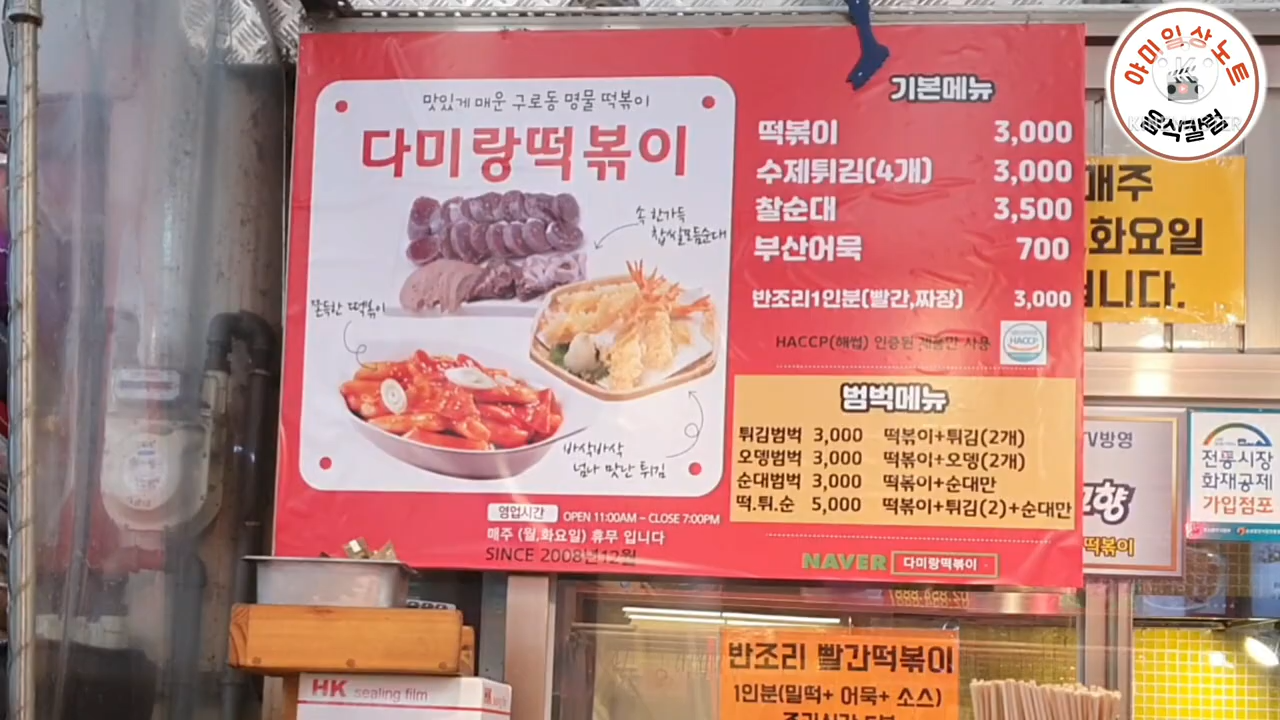 맛있게 매운 구로동 명물 떡볶이
다미랑떡볶이
속 한가득
찹쌀모듬순대
쫀득한 떡볶이
바삭바삭
넘나 맛난 튀김
영업시간 OPEN 11:00AM - CLOSE 7:00PM
매주 (월,화요일) 휴무 입니다
SINCE 2008년12월
기본메뉴
떡볶이 3,000
수제튀김(4개) 3,000
찰순대 3,500
부산어묵 700
반조리1인분(빨간,짜장) 3,000
HACCP(해썹) 인증된 제품만 사용
HACCP
범벅메뉴
튀김범벅 3,000 떡볶이+튀김(2개)
오뎅범벅 3,000 떡볶이+오뎅(2개)
순대범벅 3,000 떡볶이+순대만
떡.튀.순 5,000 떡볶이+튀김(2)+순대만
NAVER 다미랑떡볶이
야미일상노트
음식칼럼
매주
화요일
니다.
TV방영
고향
떡볶이
전통시장
화재공제
가입점포
HK sealing film
반조리 빨간떡볶이
1인분(밀떡+ 어묵+ 소스)